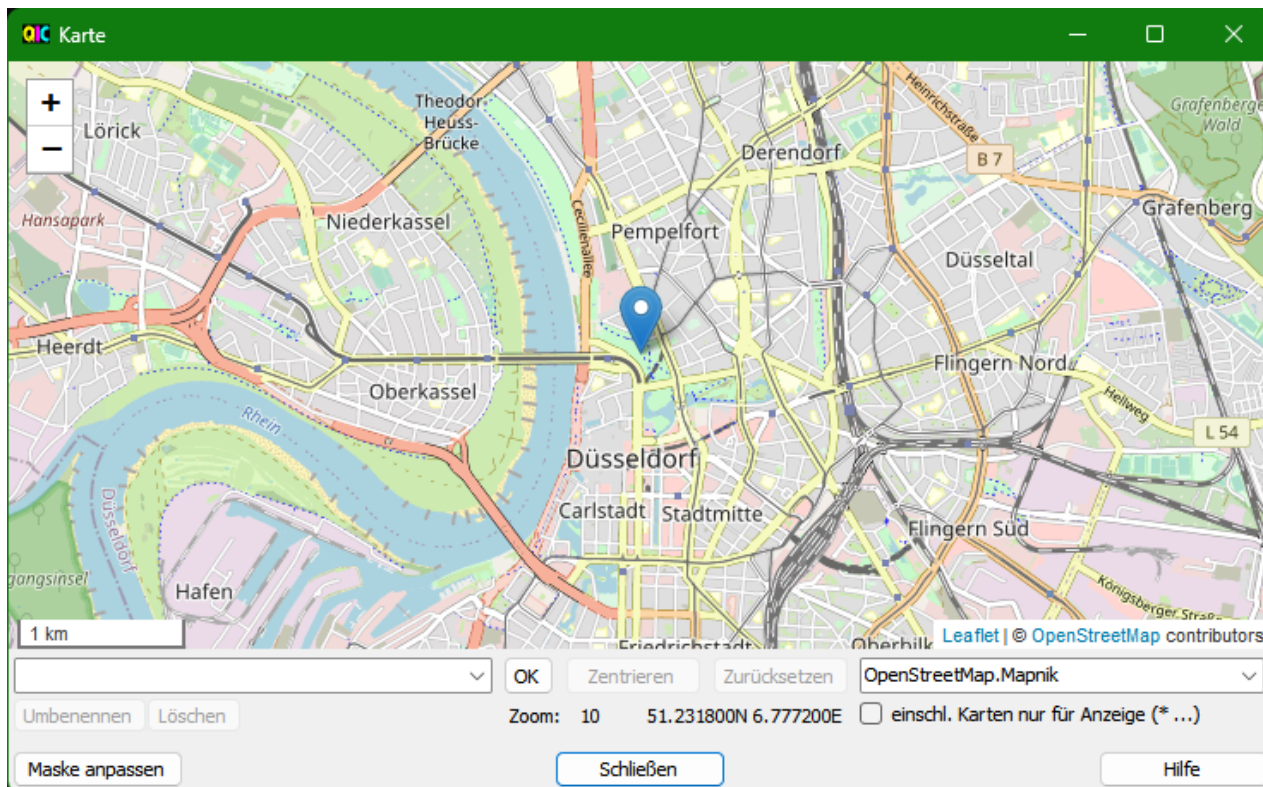 QIC Karte
+
−
Theodor-
Heuss-
Brücke
Lörick
Heinrichstraße
Grafenberger
Wald
Derendorf
B 7
Hansapark
Niederkassel
Cecilienallee
Pempelfort
Grafenberg
Düsseltal
Heerdt
Oberkassel
Flingern Nord
Hellweg
L 54
Rhein
Düsseldorf
Düsseldorf
Carlstadt
Stadtmitte
Flingern Süd
gangsinsel
Hafen
Königsberger Straße
1 km
Friedrichstadt
Oberbilk
Leaflet | © OpenStreetMap contributors
OK
Zentrieren
Zurücksetzen
OpenStreetMap.Mapnik
Umbenennen
Löschen
Zoom: 10 51.231800N 6.777200E
einschl. Karten nur für Anzeige (* ...)
Maske anpassen
Schließen
Hilfe